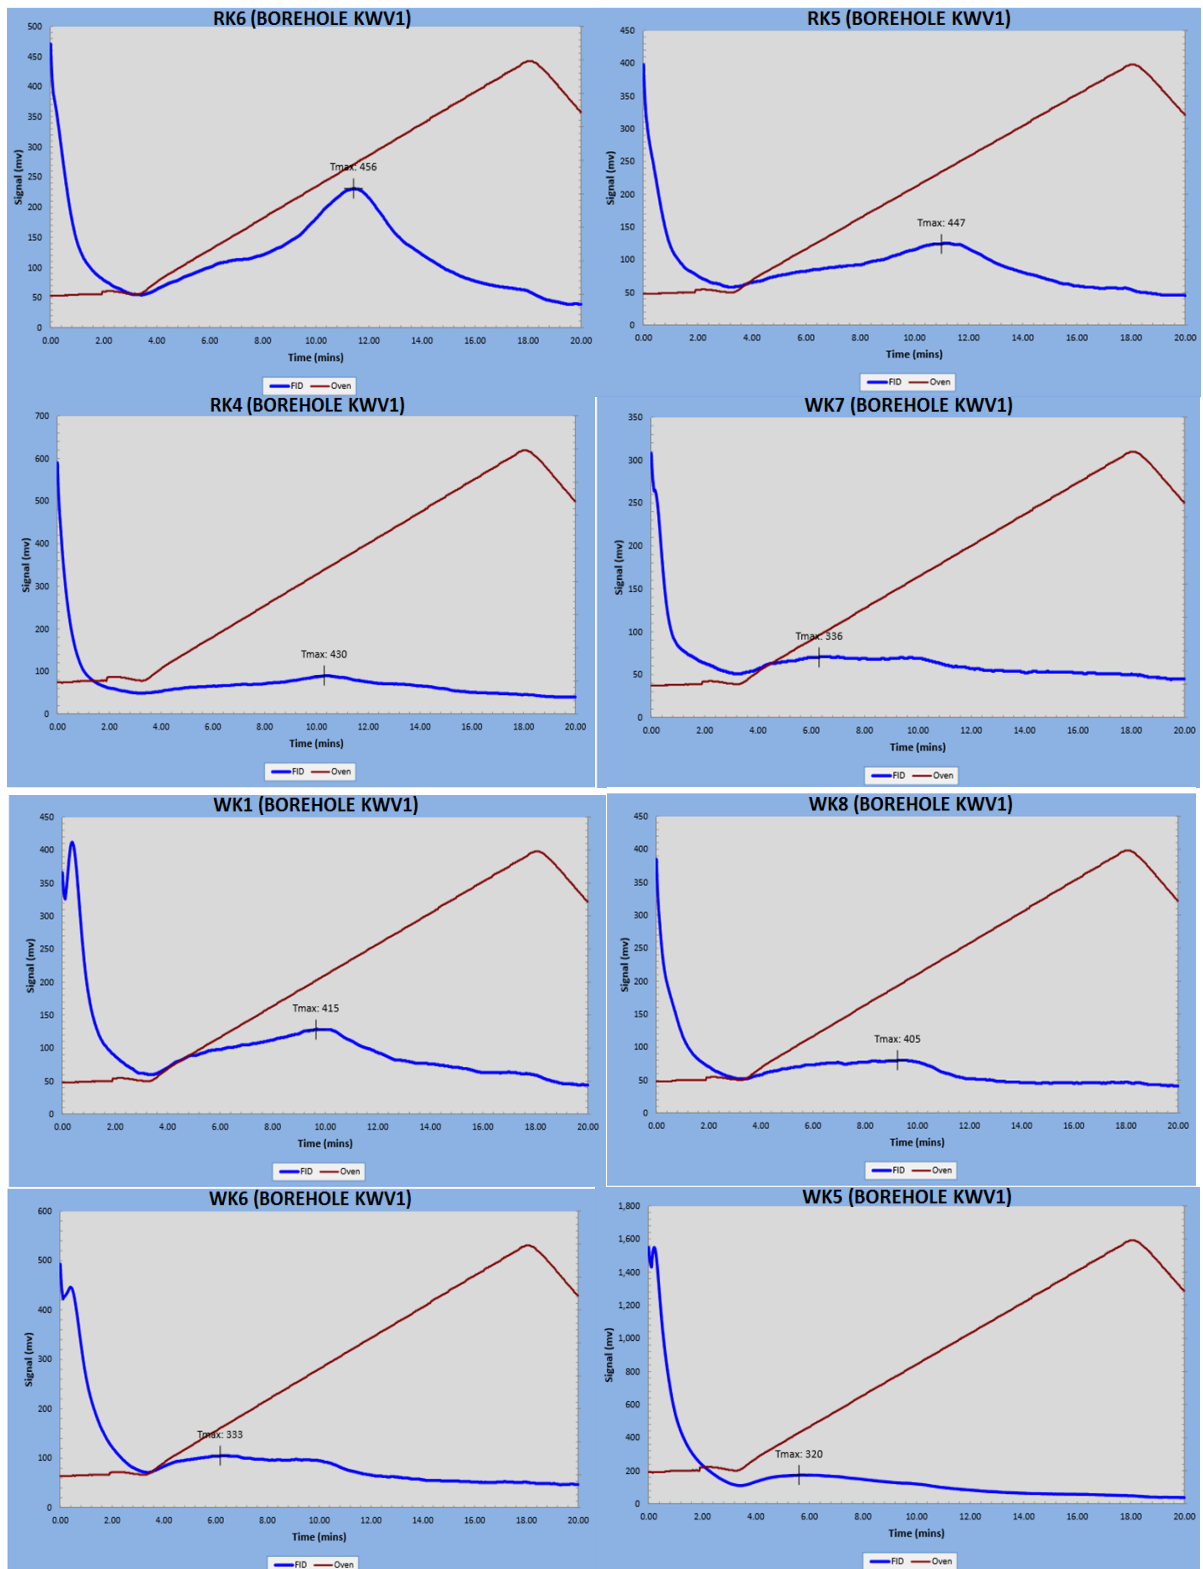 RK6 (BOREHOLE KWV1)
500
450
400
350
300
250
200
150
100
50
0
Signal (mv)
Tmax: 456
0.00 2.00 4.00 6.00 8.00 10.00 12.00 14.00 16.00 18.00 20.00
Time (mins)
FID Oven
RK5 (BOREHOLE KWV1)
450
400
350
300
250
200
150
100
50
0
Signal (mv)
Tmax: 447
0.00 2.00 4.00 6.00 8.00 10.00 12.00 14.00 16.00 18.00 20.00
Time (mins)
FID Oven
RK4 (BOREHOLE KWV1)
700
600
500
400
300
200
100
0
Signal (mv)
Tmax: 430
0.00 2.00 4.00 6.00 8.00 10.00 12.00 14.00 16.00 18.00 20.00
Time (mins)
FID Oven
WK7 (BOREHOLE KWV1)
350
300
250
200
150
100
50
0
Signal (mv)
Tmax: 336
0.00 2.00 4.00 6.00 8.00 10.00 12.00 14.00 16.00 18.00 20.00
Time (mins)
FID Oven
WK1 (BOREHOLE KWV1)
450
400
350
300
250
200
150
100
50
0
Signal (mv)
Tmax: 415
0.00 2.00 4.00 6.00 8.00 10.00 12.00 14.00 16.00 18.00 20.00
Time (mins)
FID Oven
WK8 (BOREHOLE KWV1)
450
400
350
300
250
200
150
100
50
0
Signal (mv)
Tmax: 405
0.00 2.00 4.00 6.00 8.00 10.00 12.00 14.00 16.00 18.00 20.00
Time (mins)
FID Oven
WK6 (BOREHOLE KWV1)
600
500
400
300
200
100
0
Signal (mv)
Tmax: 333
0.00 2.00 4.00 6.00 8.00 10.00 12.00 14.00 16.00 18.00 20.00
Time (mins)
FID Oven
WK5 (BOREHOLE KWV1)
1,800
1,600
1,400
1,200
1,000
800
600
400
200
0
Signal (mv)
Tmax: 320
0.00 2.00 4.00 6.00 8.00 10.00 12.00 14.00 16.00 18.00 20.00
Time (mins)
FID Oven